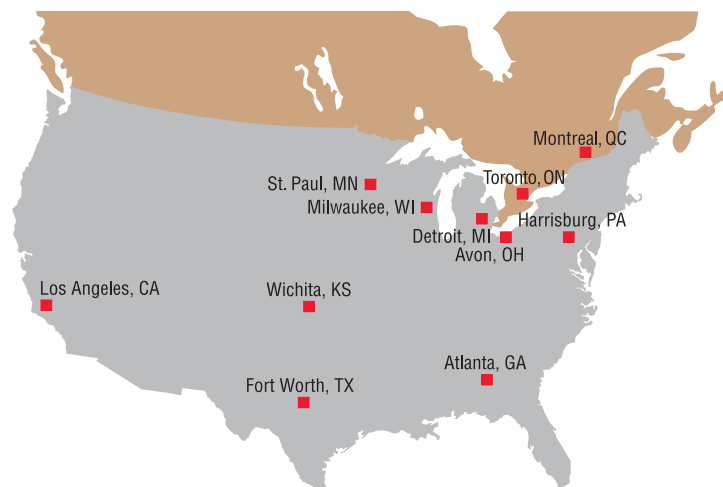 Montreal, QC
Toronto, ON
St. Paul, MN
Milwaukee, WI
Harrisburg, PA
Detroit, MI
Avon, OH
Los Angeles, CA
Wichita, KS
Atlanta, GA
Fort Worth, TX